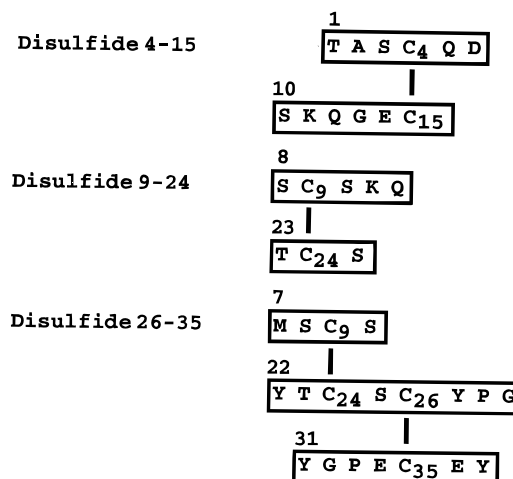 1
Disulfide 4-15 T A S C4 Q D
10
S K Q G E C15
8
Disulfide 9-24 S C9 S K Q
23
T C24 S
7
Disulfide 26-35 M S C9 S
22
Y T C24 S C26 Y P G
31
Y G P E C35 E Y